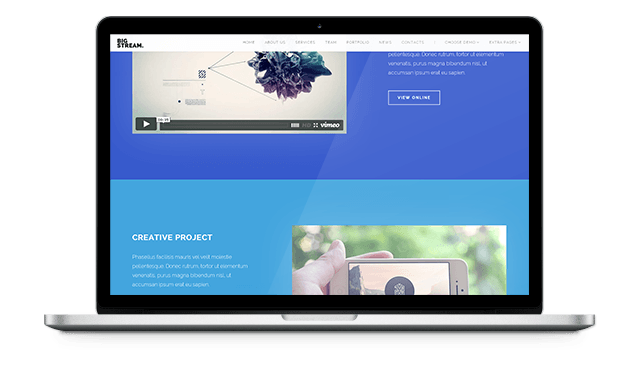 BIG
STREAM.
HOME ABOUT US SERVICES TEAM PORTFOLIO NEWS CONTACTS CHOOSE DEMO EXTRA PAGES
pellentesque. Donec rutrum, tortor ut elementum
venenatis, purus magna bibendum nisl, ut
accumsan ipsum erat eu sapien.
VIEW ONLINE
HD vimeo
CREATIVE PROJECT
Phasellus facilisis mauris vel velit molestie
pellentesque. Donec rutrum, tortor ut elementum
venenatis, purus magna bibendum nisl, ut
accumsan ipsum erat eu sapien.